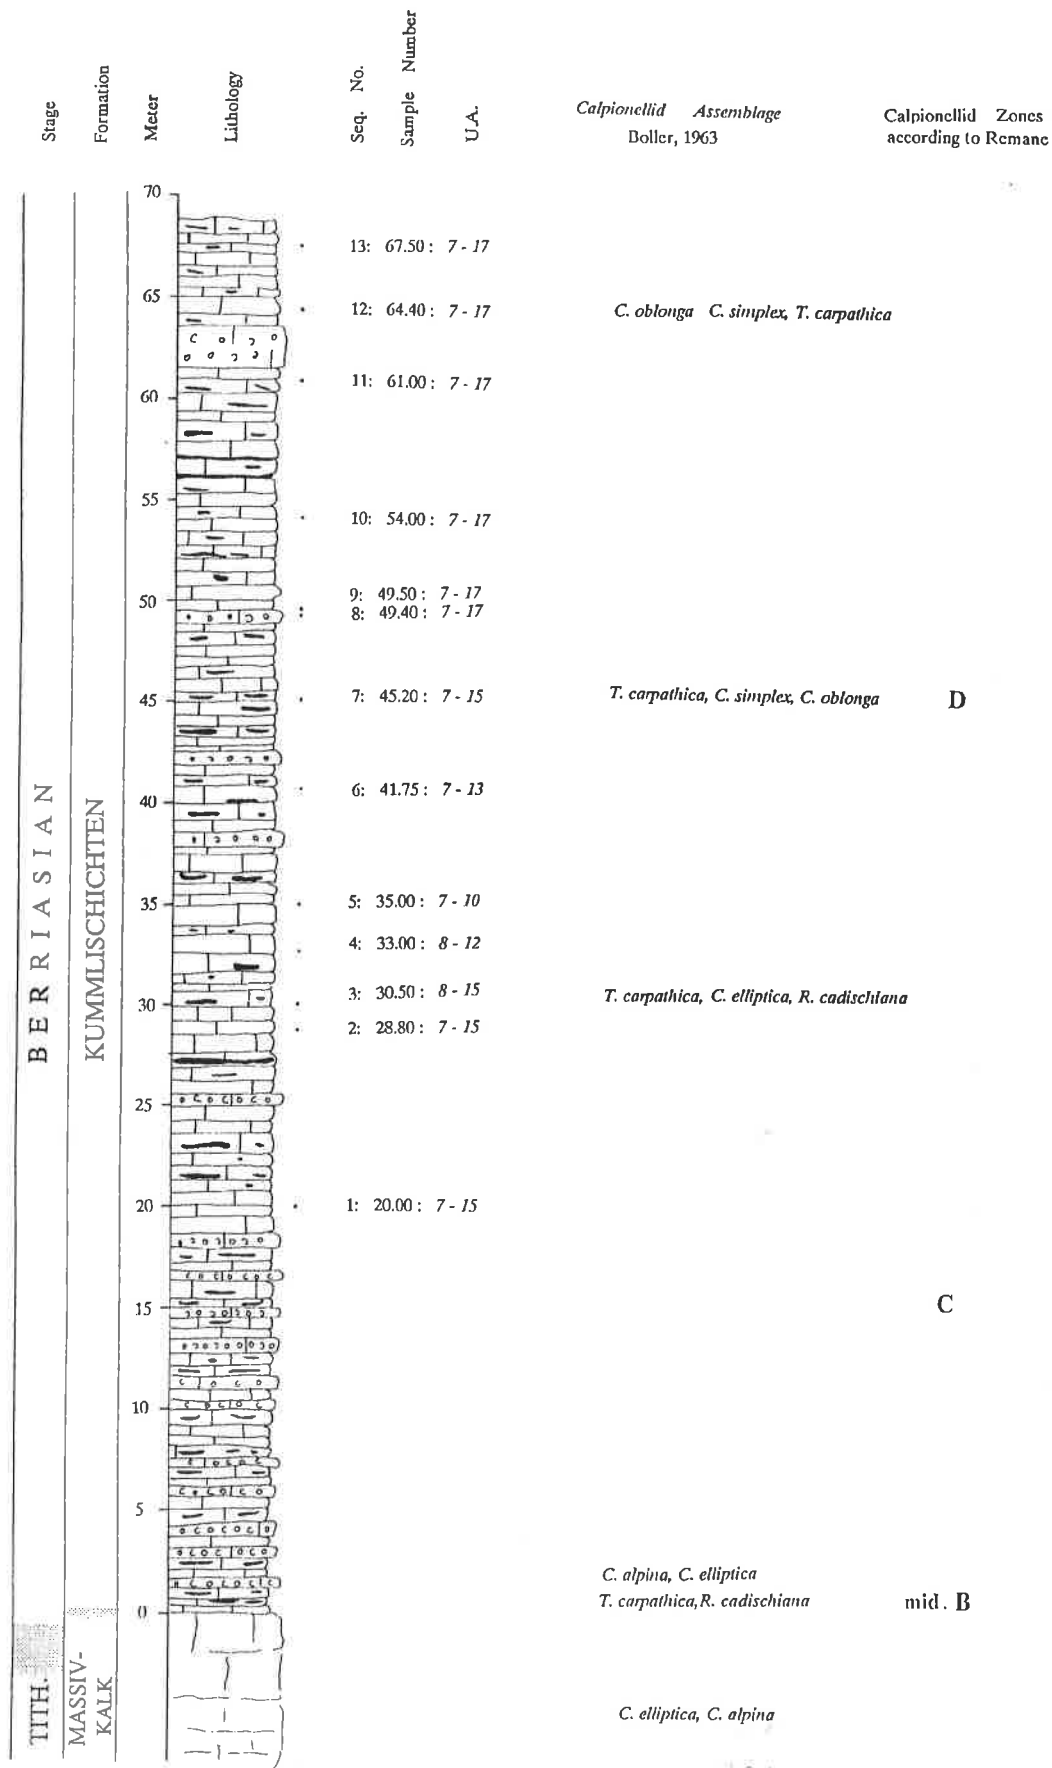 Stage
Formation
Meter
Lithology
Seq. No.
Sample Number
U.A.
Calpionellid Assemblage
Boller, 1963
Calpionellid Zones
according to Remane
70
13: 67.50 : 7 - 17
65
12: 64.40 : 7 - 17
C. oblonga C. simplex, T. carpathica
11: 61.00 : 7 - 17
60
55
10: 54.00 : 7 - 17
9: 49.50 : 7 - 17
50
8: 49.40 : 7 - 17
7: 45.20 : 7 - 15
T. carpathica, C. simplex, C. oblonga
D
45
6: 41.75 : 7 - 13
40
BERRIASIAN
KUMMLISCHICHTEN
5: 35.00 : 7 - 10
35
4: 33.00 : 8 - 12
3: 30.50 : 8 - 15
T. carpathica, C. elliptica, R. cadischiana
30
2: 28.80 : 7 - 15
25
20
1: 20.00 : 7 - 15
15
C
10
5
C. alpina, C. elliptica
T. carpathica, R. cadischiana
mid. B
0
TITH.
MASSIV-
KALK
C. elliptica, C. alpina